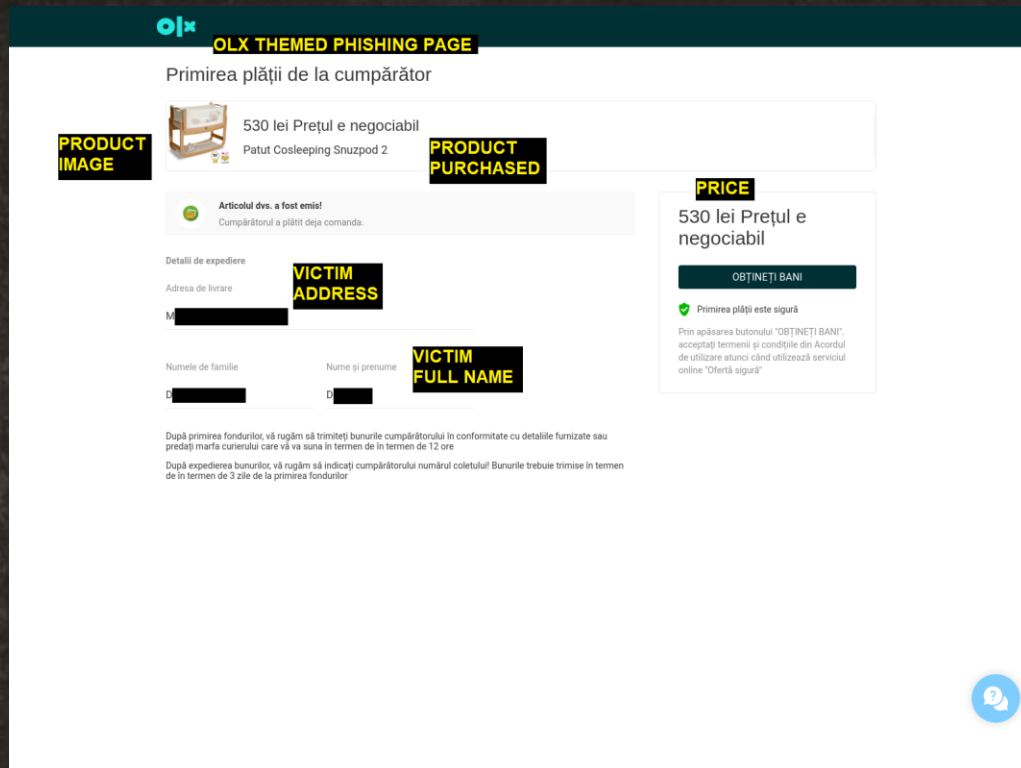 olx
OLX THEMED PHISHING PAGE
Primirea plății de la cumpărător
PRODUCT
IMAGE
530 lei Prețul e negociabil
Patut Cosleeping Snuzpod 2
PRODUCT
PURCHASED
Articolul dvs. a fost emis!
Cumpărătorul a plătit deja comanda.
PRICE
530 lei Prețul e
negociabil
OBȚINEȚI BANI
Primirea plății este sigură
Prin apăsarea butonului "OBȚINEȚI BANI".
acceptați termenii și condițiile din Acordul
de utilizare atunci când utilizează serviciul
online "Ofertă sigură"
Detalii de expediere
Adresa de livrare
VICTIM
ADDRESS
M
Numele de familie
Nume și prenume
VICTIM
FULL NAME
D
D
După primirea fondurilor, vă rugăm să trimiteți bunurile cumpărătorului în conformitate cu detaliile furnizate sau
predați marfa curierului care vă va suna în termen de în termen de 12 ore
După expedierea bunurilor, vă rugăm să indicați cumpărătorului numărul coletului! Bunurile trebuie trimise în termen
de în termen de 3 zile de la primirea fondurilor